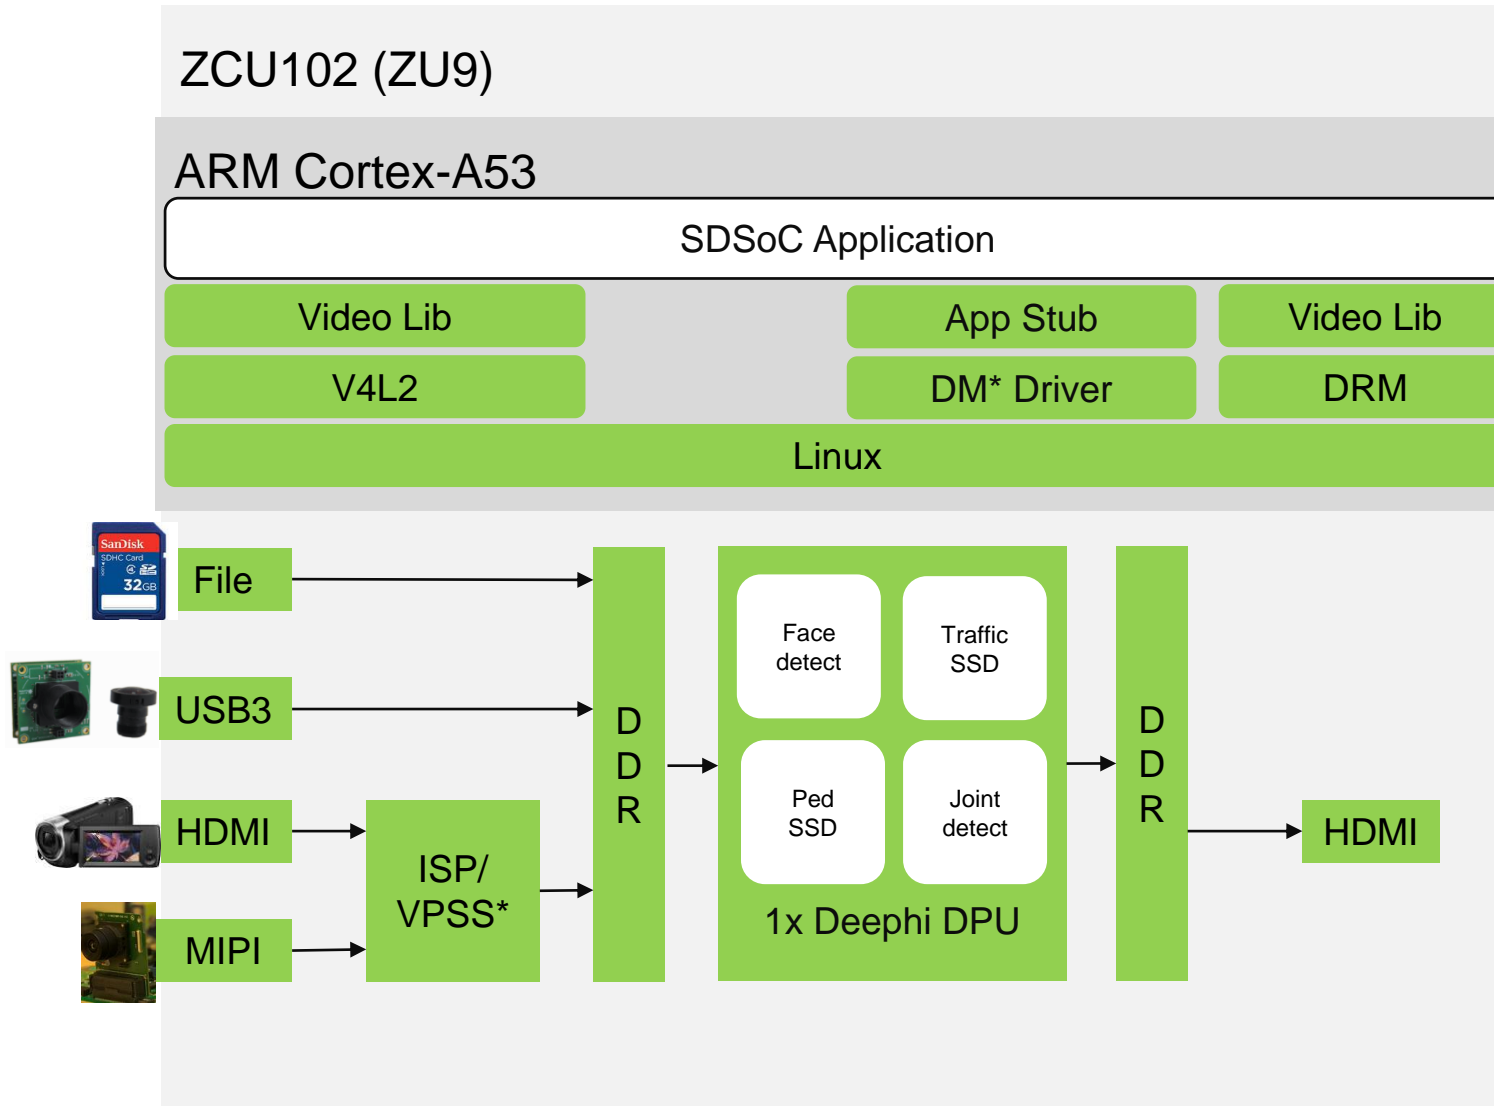 ZCU102 (ZU9)
ARM Cortex-A53
SDSoC Application
Video Lib
App Stub
Video Lib
V4L2
DM* Driver
DRM
Linux
SanDisk
SDHC Card
32GB
File
USB3
HDMI
MIPI
ISP/
VPSS*
D
D
R
Face
detect
Traffic
SSD
Ped
SSD
Joint
detect
1x Deephi DPU
D
D
R
HDMI